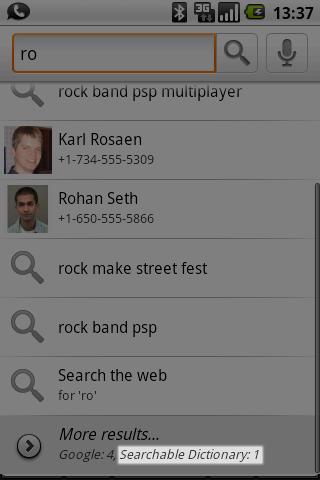 3G
13:37
ro
rock band psp multiplayer
Karl Rosaen
+1-734-555-5309
Rohan Seth
+1-650-555-5866
rock make street fest
rock band psp
Search the web
for 'ro'
More results...
Google: 4, Searchable Dictionary: 1